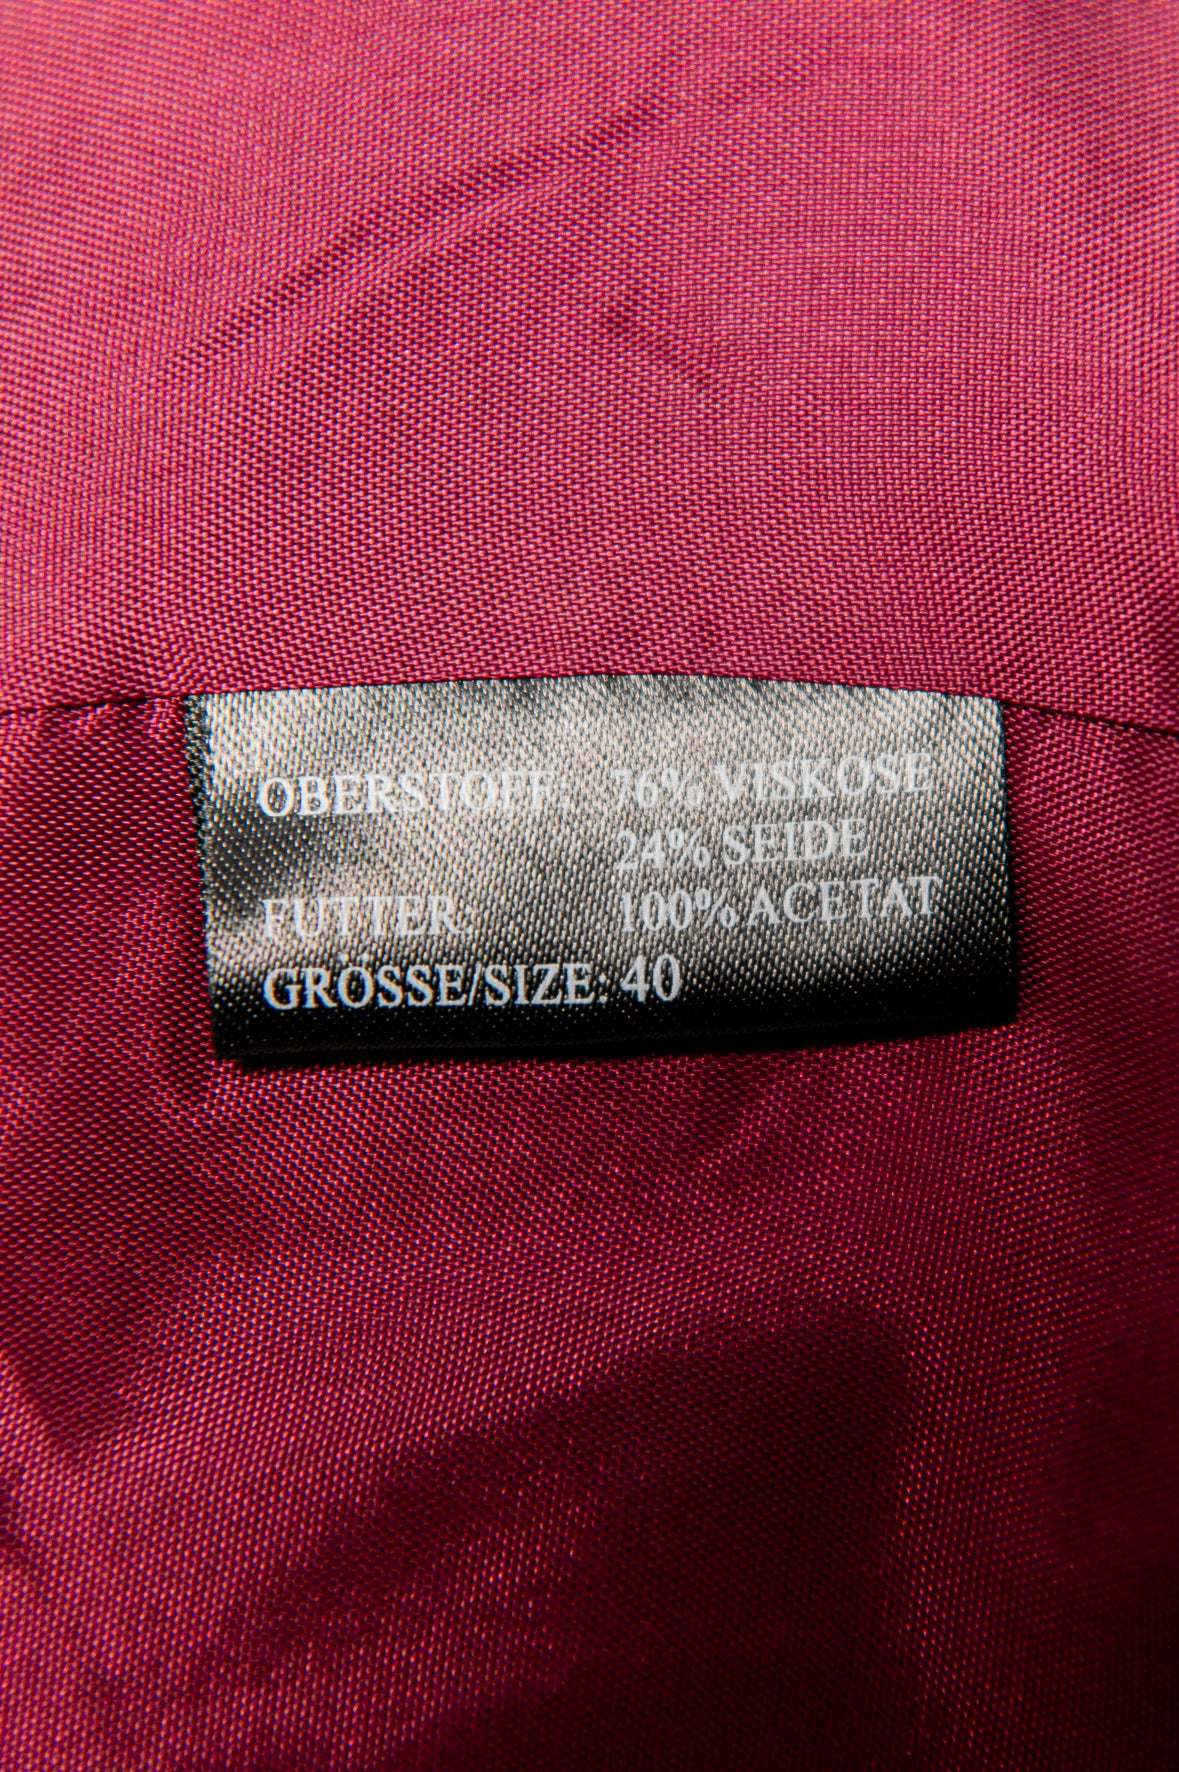 OBERSTOFF: 76% VISKOSE
24% SEIDE
FUTTER: 100% ACETAT
GRÖSSE/SIZE: 40